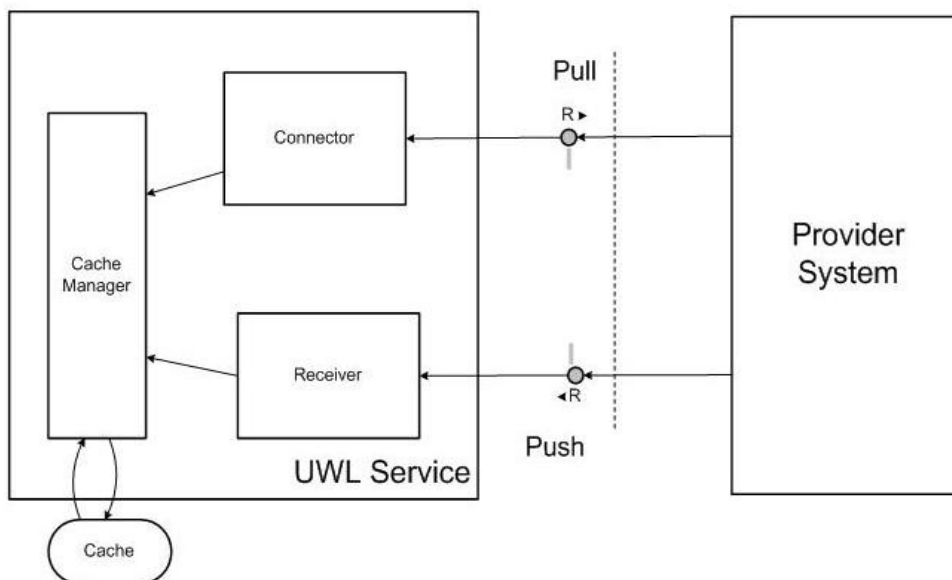 Pull
R ►
Connector
Provider
System
Cache
Manager
Receiver
◄ R
Push
UWL Service
Cache